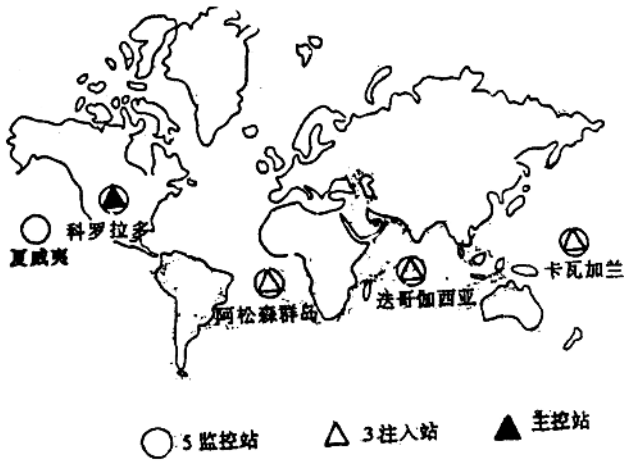 科罗拉多
夏威夷
卡瓦加兰
阿松森群岛
迭哥伽西亚
5监控站
3注入站
主控站